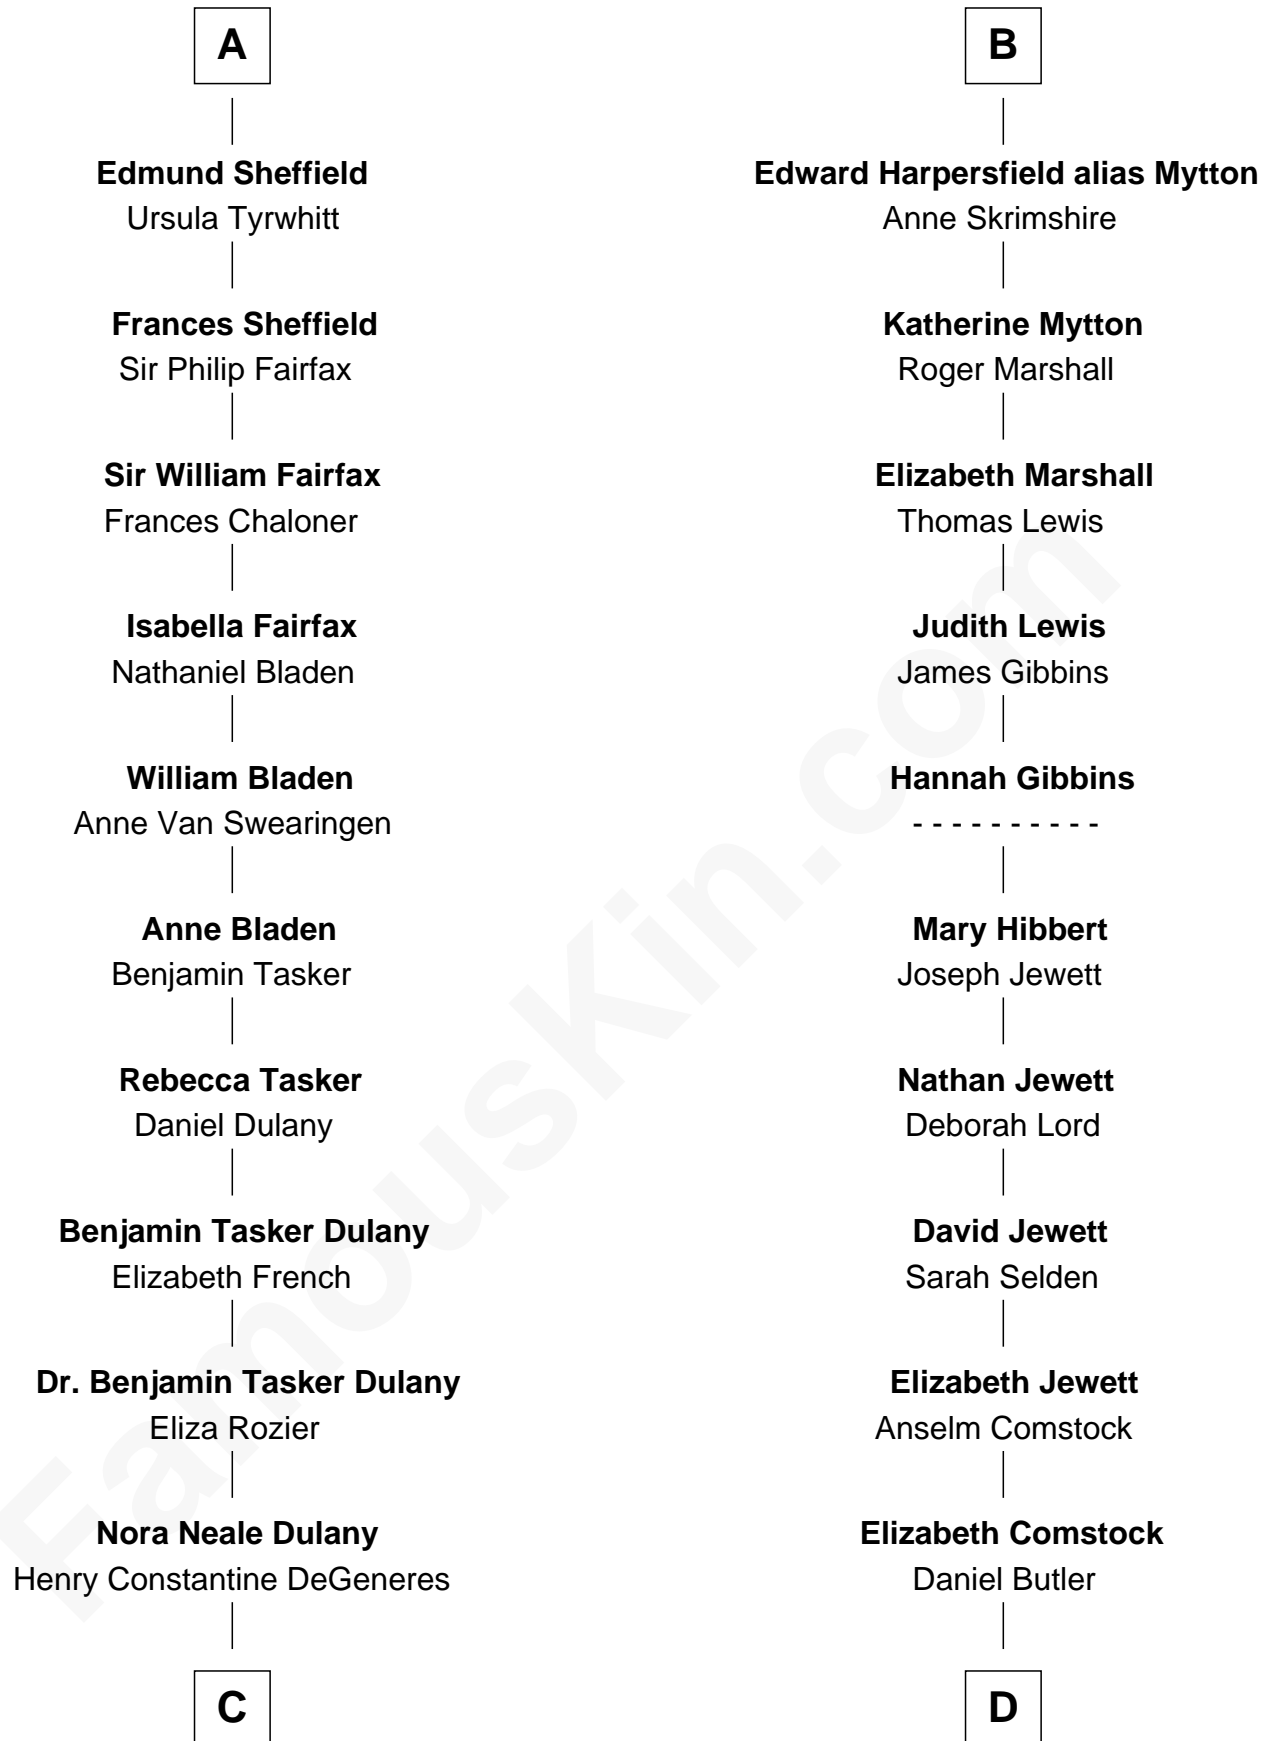 A
Edmund Sheffield
Ursula Tyrwhitt
Frances Sheffield
Sir Philip Fairfax
Sir William Fairfax
Frances Chaloner
Isabella Fairfax
Nathaniel Bladen
William Bladen
Anne Van Swearingen
Anne Bladen
Benjamin Tasker
Rebecca Tasker
Daniel Dulany
Benjamin Tasker Dulany
Elizabeth French
Dr. Benjamin Tasker Dulany
Eliza Rozier
Nora Neale Dulany
Henry Constantine DeGeneres
C
B
Edward Harpersfield alias Mytton
Anne Skrimshire
Katherine Mytton
Roger Marshall
Elizabeth Marshall
Thomas Lewis
Judith Lewis
James Gibbins
Hannah Gibbins
- - - - - - - - - -
Mary Hibbert
Joseph Jewett
Nathan Jewett
Deborah Lord
David Jewett
Sarah Selden
Elizabeth Jewett
Anselm Comstock
Elizabeth Comstock
Daniel Butler
D
FamousKin.com